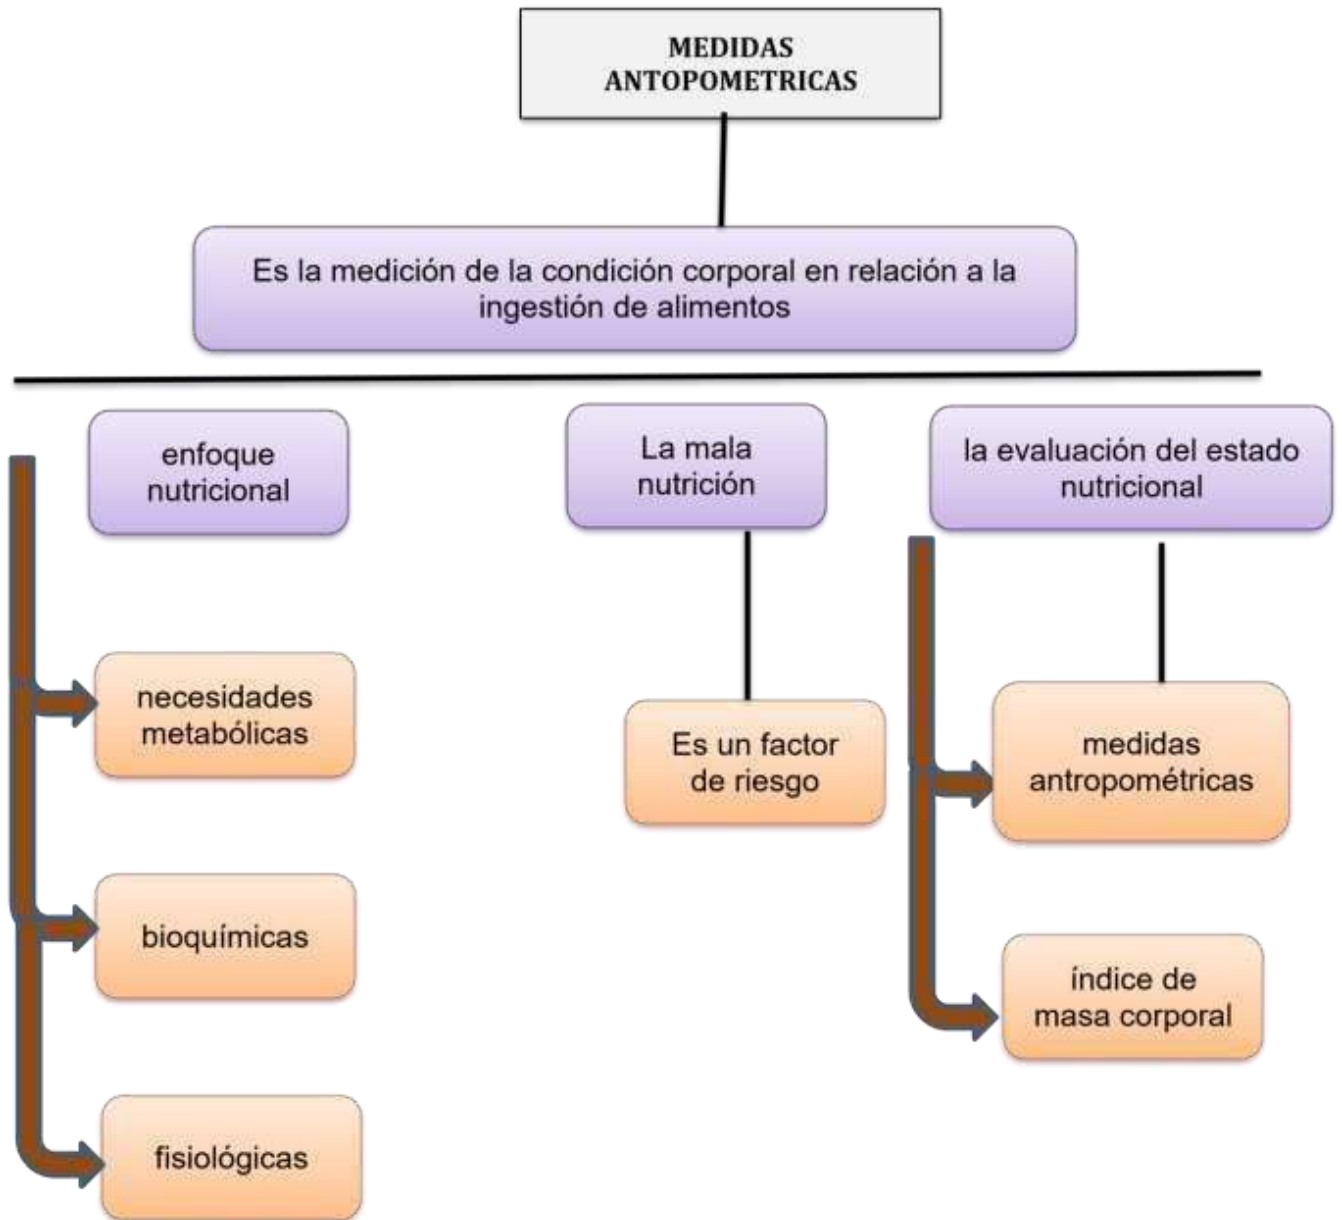 MEDIDAS
ANTOPOMETRICAS
Es la medición de la condición corporal en relación a la
ingestión de alimentos
enfoque
nutricional
La mala
nutrición
la evaluación del estado
nutricional
necesidades
metabólicas
Es un factor
de riesgo
medidas
antropométricas
bioquímicas
índice de
masa corporal
fisiológicas